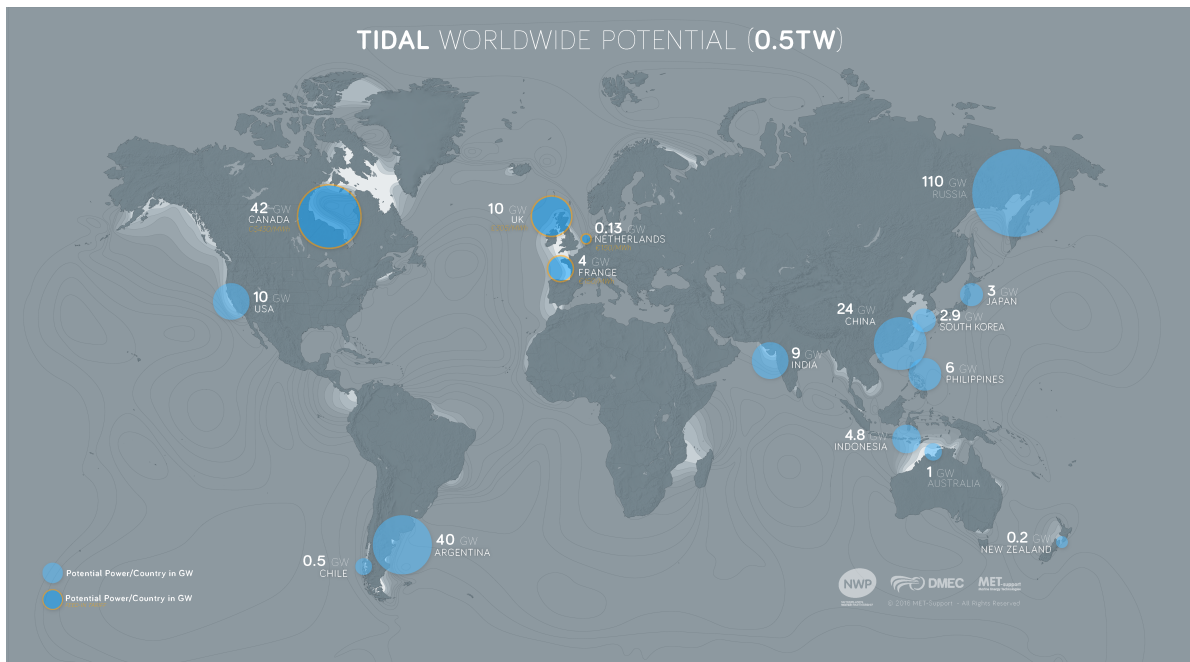 TIDAL WORLDWIDE POTENTIAL (0.5TW)
110 GW
RUSSIA
42 GW
CANADA
10 GW
UK
0.13 GW
NETHERLANDS
4 GW
FRANCE
10 GW
USA
3 GW
JAPAN
24 GW
CHINA
2.9 GW
SOUTH KOREA
9 GW
INDIA
6 GW
PHILIPPINES
4.8 GW
INDONESIA
1 GW
AUSTRALIA
40 GW
ARGENTINA
0.5 GW
CHILE
0.2 GW
NEW ZEALAND
Potential Power/Country in GW
Potential Power/Country in GW
NWP
DMEC
MET-support
© 2018 MET-Support - All Rights Reserved